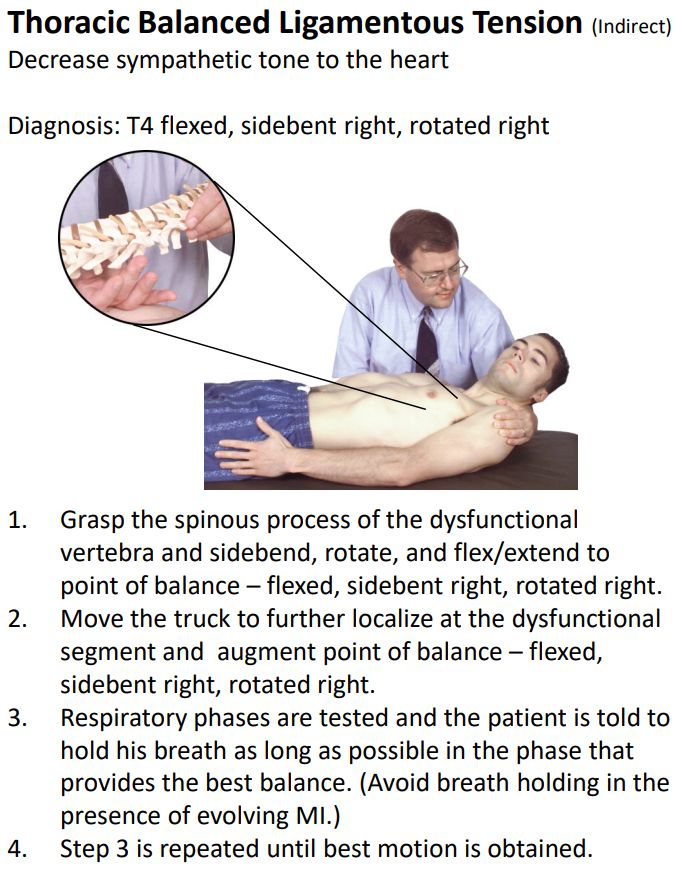 Thoracic Balanced Ligamentous Tension (Indirect)
Decrease sympathetic tone to the heart
Diagnosis: T4 flexed, sidebent right, rotated right
1. Grasp the spinous process of the dysfunctional
vertebra and sidebend, rotate, and flex/extend to
point of balance – flexed, sidebent right, rotated right.
2. Move the truck to further localize at the dysfunctional
segment and  augment point of balance – flexed,
sidebent right, rotated right.
3. Respiratory phases are tested and the patient is told to
hold his breath as long as possible in the phase that
provides the best balance. (Avoid breath holding in the
presence of evolving MI.)
4. Step 3 is repeated until best motion is obtained.